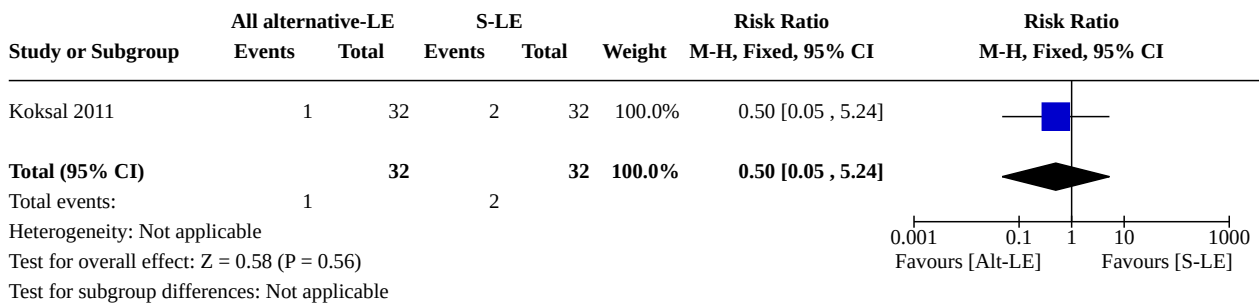 All alternative-LE S-LE Risk Ratio Risk Ratio
Study or Subgroup Events Total Events Total Weight M-H, Fixed, 95% CI M-H, Fixed, 95% CI
Koksal 2011 1 32 2 32 100.0% 0.50 [0.05 , 5.24]
Total (95% CI) 32 32 100.0% 0.50 [0.05 , 5.24]
Total events: 1 2
Heterogeneity: Not applicable
0.001 0.1 1 10 1000
Test for overall effect: Z = 0.58 (P = 0.56) Favours [Alt-LE] Favours [S-LE]
Test for subgroup differences: Not applicable